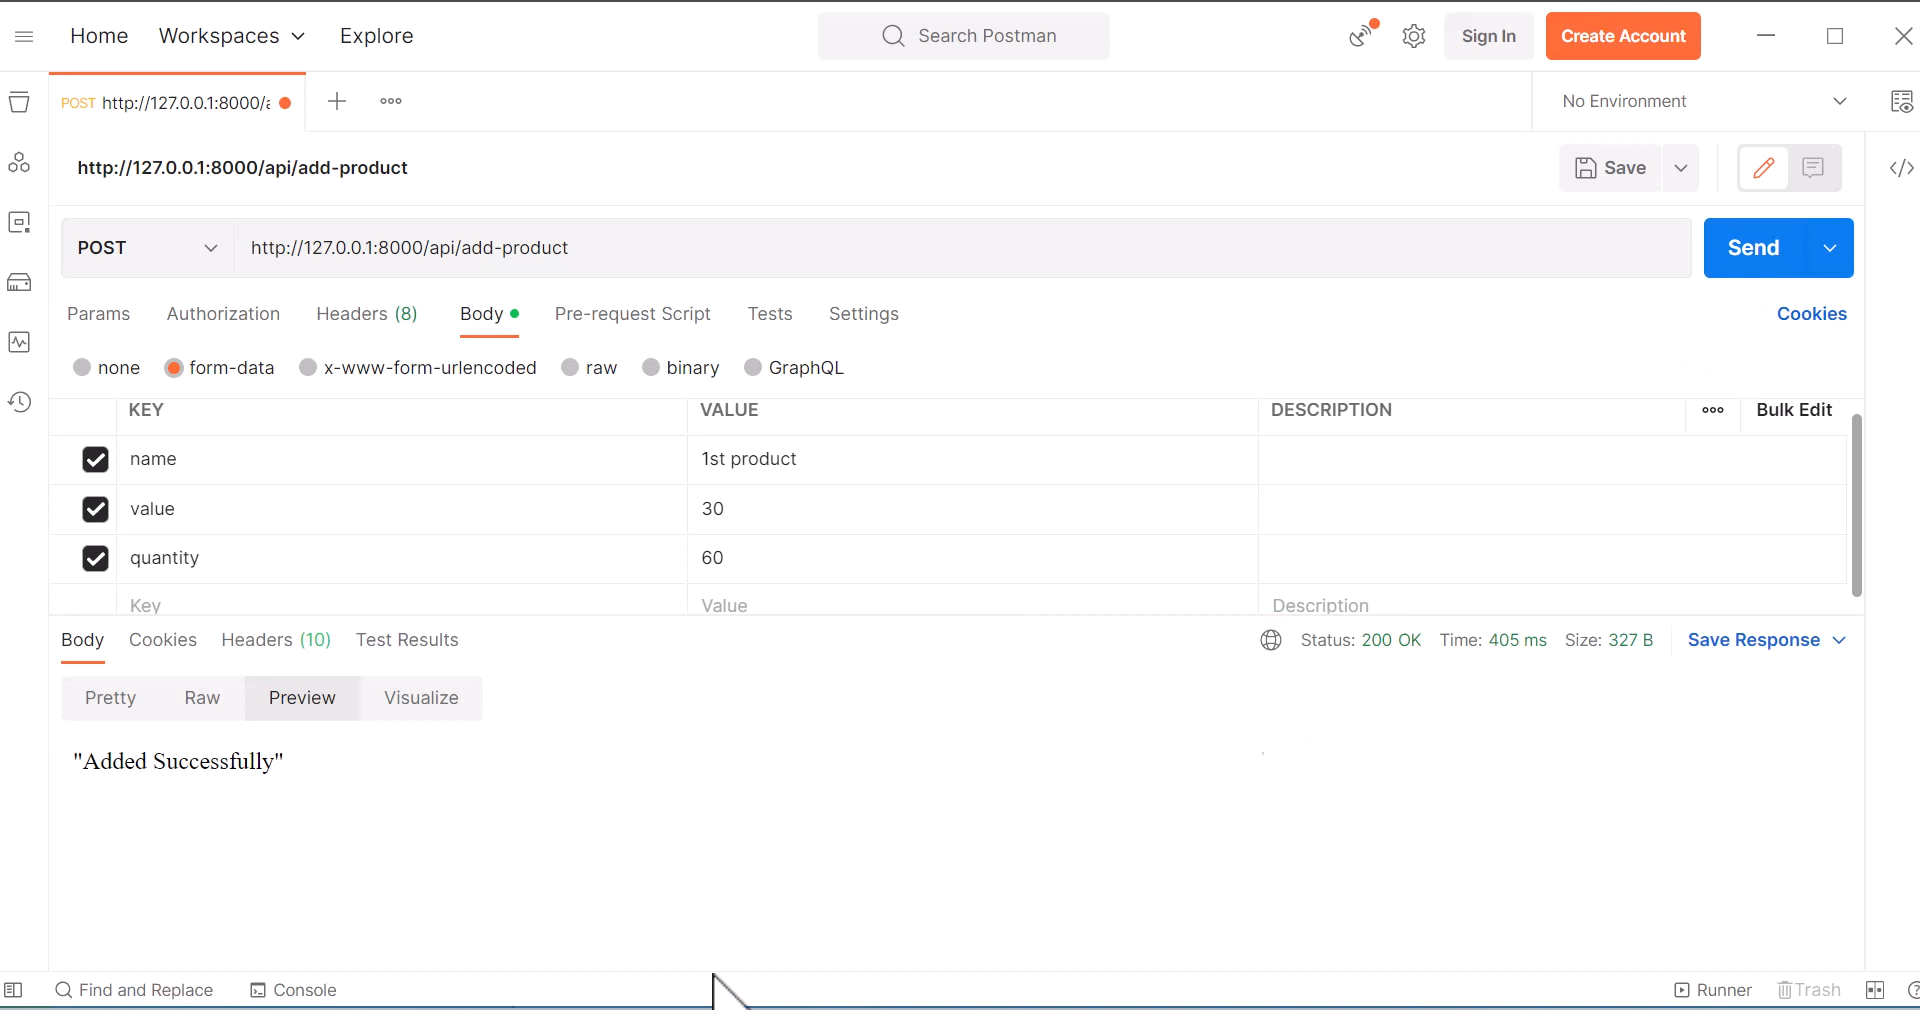 Home Workspaces Explore Search Postman Sign In Create Account
POST http://127.0.0.1:8000/a No Environment
http://127.0.0.1:8000/api/add-product Save
POST http://127.0.0.1:8000/api/add-product Send
Params Authorization Headers (8) Body Pre-request Script Tests Settings Cookies
none form-data x-www-form-urlencoded raw binary GraphQL
KEY VALUE DESCRIPTION Bulk Edit
name 1st product
value 30
quantity 60
Key Value Description
Body Cookies Headers (10) Test Results Status: 200 OK Time: 405 ms Size: 327 B Save Response
Pretty Raw Preview Visualize
"Added Successfully"
Find and Replace Console Runner Trash